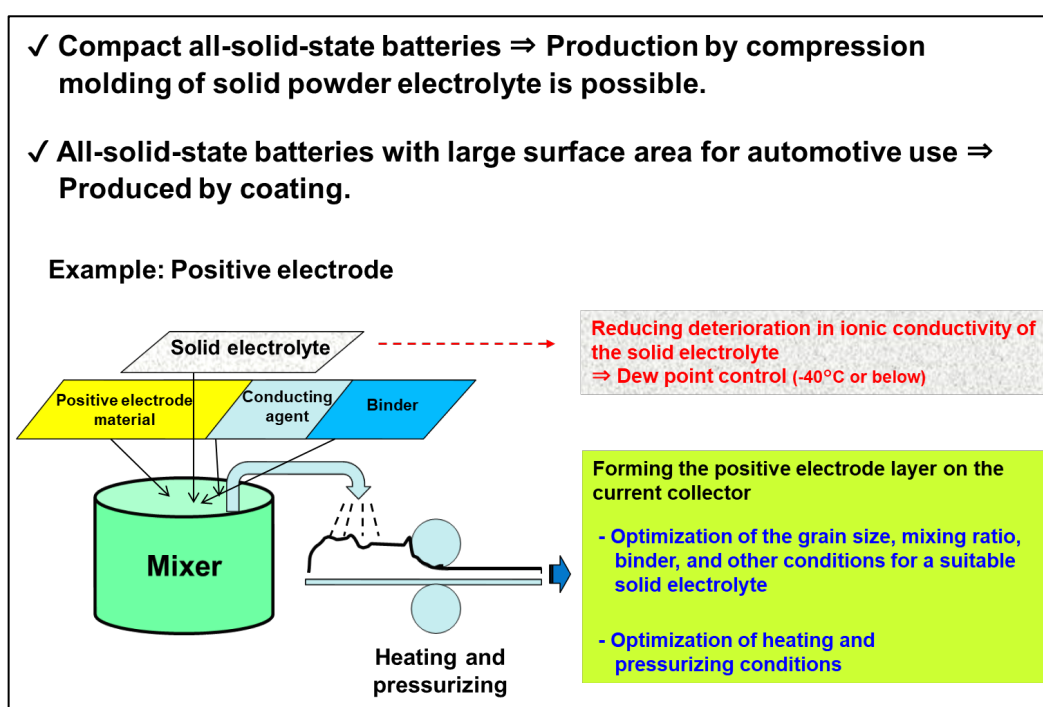 ✓ Compact all-solid-state batteries ⇒ Production by compression
molding of solid powder electrolyte is possible.
✓ All-solid-state batteries with large surface area for automotive use ⇒
Produced by coating.
Example: Positive electrode
Solid electrolyte
Positive electrode
material
Conducting
agent
Binder
Reducing deterioration in ionic conductivity of
the solid electrolyte
⇒ Dew point control (-40°C or below)
Mixer
Heating and
pressurizing
Forming the positive electrode layer on the
current collector
- Optimization of the grain size, mixing ratio,
binder, and other conditions for a suitable
solid electrolyte
- Optimization of heating and
pressurizing conditions